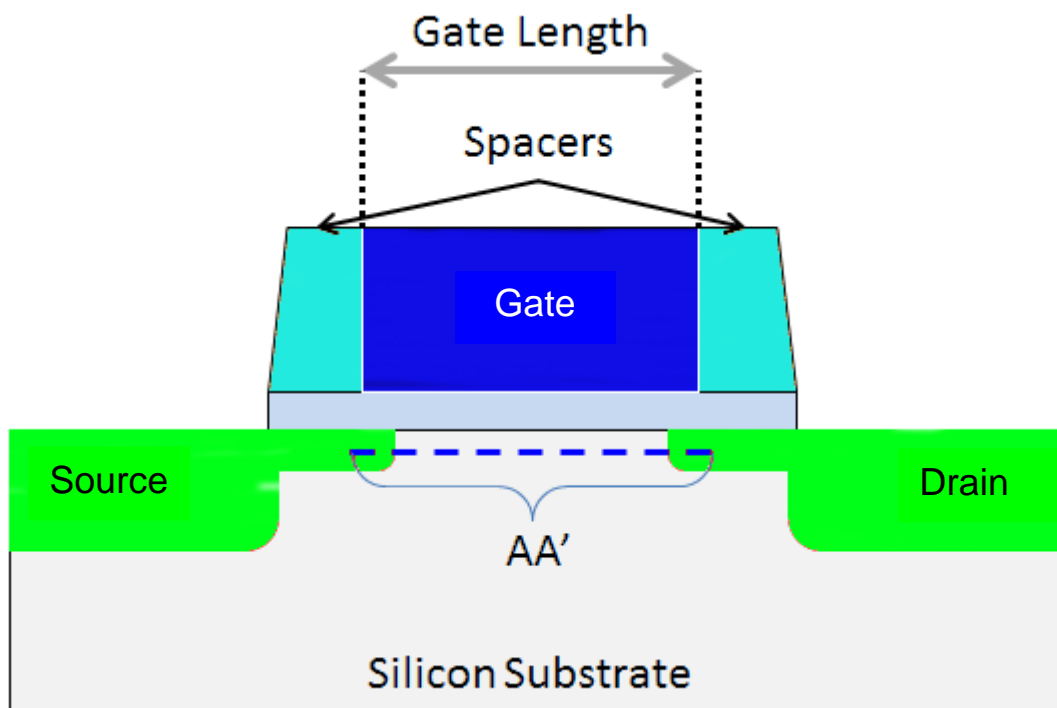 Gate Length
Spacers
Gate
Source
Drain
AA’
Silicon Substrate